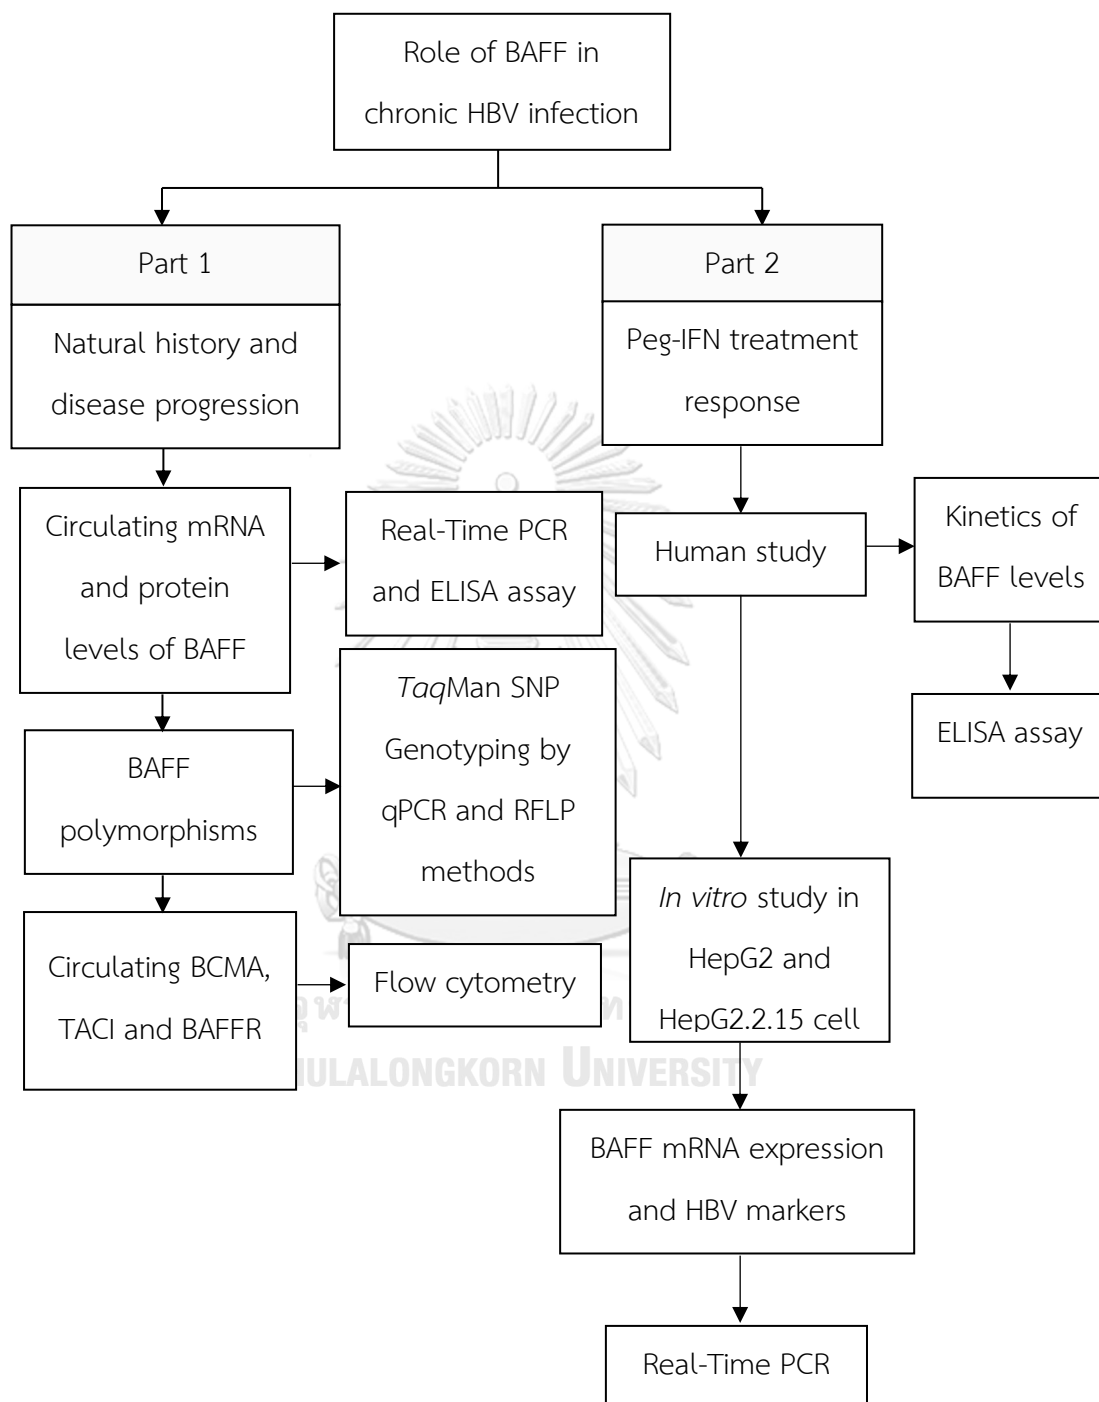 Role of BAFF in
chronic HBV infection
Part 1
Natural history and
disease progression
Circulating mRNA
and protein
levels of BAFF
Real-Time PCR
and ELISA assay
BAFF
polymorphisms
TaqMan SNP
Genotyping by
qPCR and RFLP
methods
Circulating BCMA,
TACI and BAFFR
Flow cytometry
Part 2
Peg-IFN treatment
response
Human study
Kinetics of
BAFF levels
ELISA assay
In vitro study in
HepG2 and
HepG2.2.15 cell
BAFF mRNA expression
and HBV markers
Real-Time PCR
HULALONGKORN UNIVERSITY